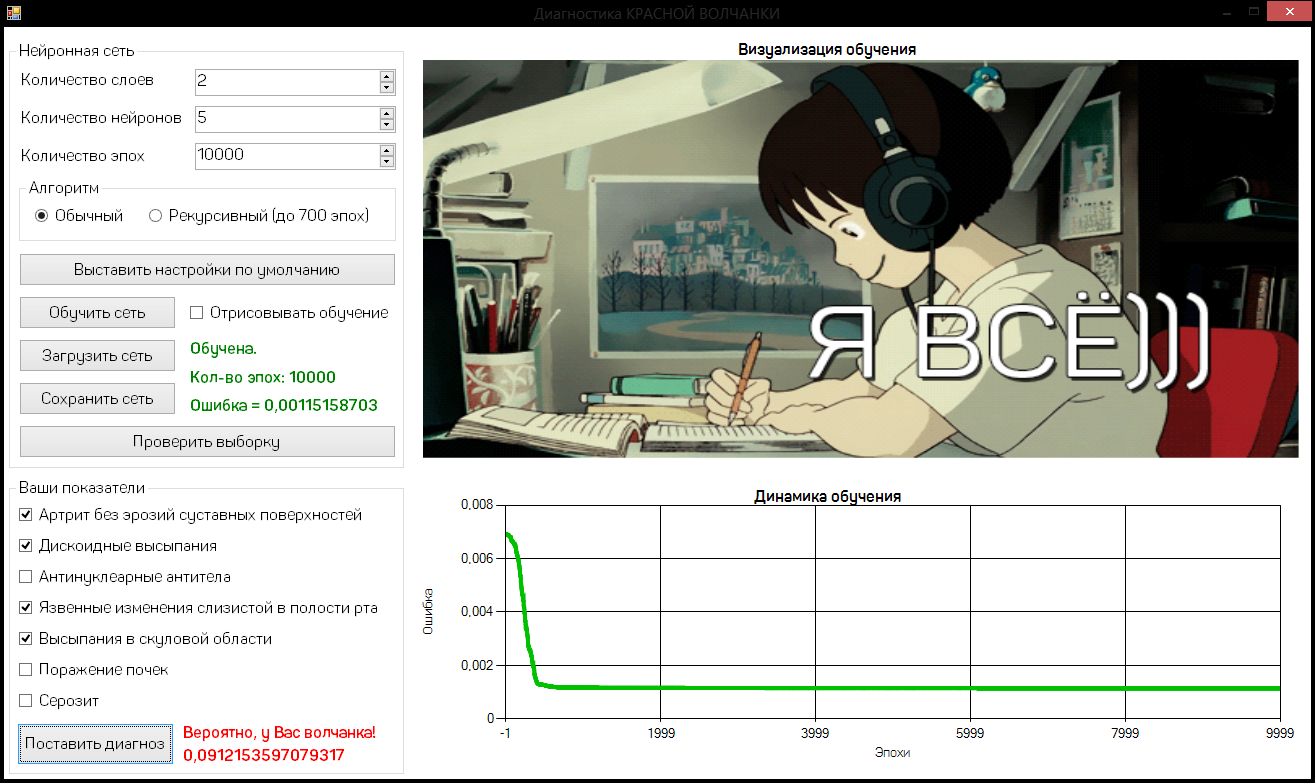 Диагностика КРАСНОЙ ВОЛЧАНКИ
Нейронная сеть
Количество слоев
2
Количество нейронов
5
Количество эпох
10000
Алгоритм
Обычный
Рекурсивный (до 700 эпох)
Выставить настройки по умолчанию
Обучить сеть
Отрисовывать обучение
Загрузить сеть
Обучена.
Кол-во эпох: 10000
Сохранить сеть
Ошибка = 0,00115158703
Проверить выборку
Ваши показатели
Артрит без эрозий суставных поверхностей
Дискоидные высыпания
Антинуклеарные антитела
Язвенные изменения слизистой в полости рта
Высыпания в скуловой области
Поражение почек
Серозит
Поставить диагноз
Вероятно, у Вас волчанка!
0,0912153597079317
Визуализация обучения
Я ВСЁ)))
Динамика обучения
0,008
0,006
0,004
0,002
0
Ошибка
-1
1999
3999
5999
7999
9999
Эпохи